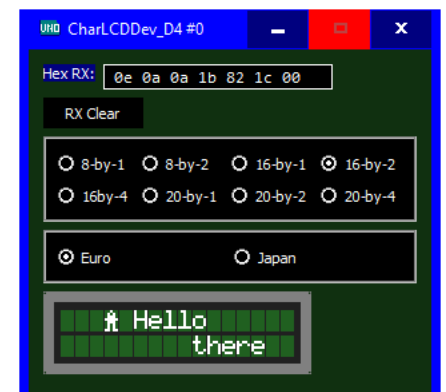 UNO CharLCDDev_D4 #0
Hex RX: 0e 0a 0a 1b 82 1c 00
RX Clear
8-by-1 8-by-2 16-by-1 16-by-2
16by-4 20-by-1 20-by-2 20-by-4
Euro Japan
Hello
there